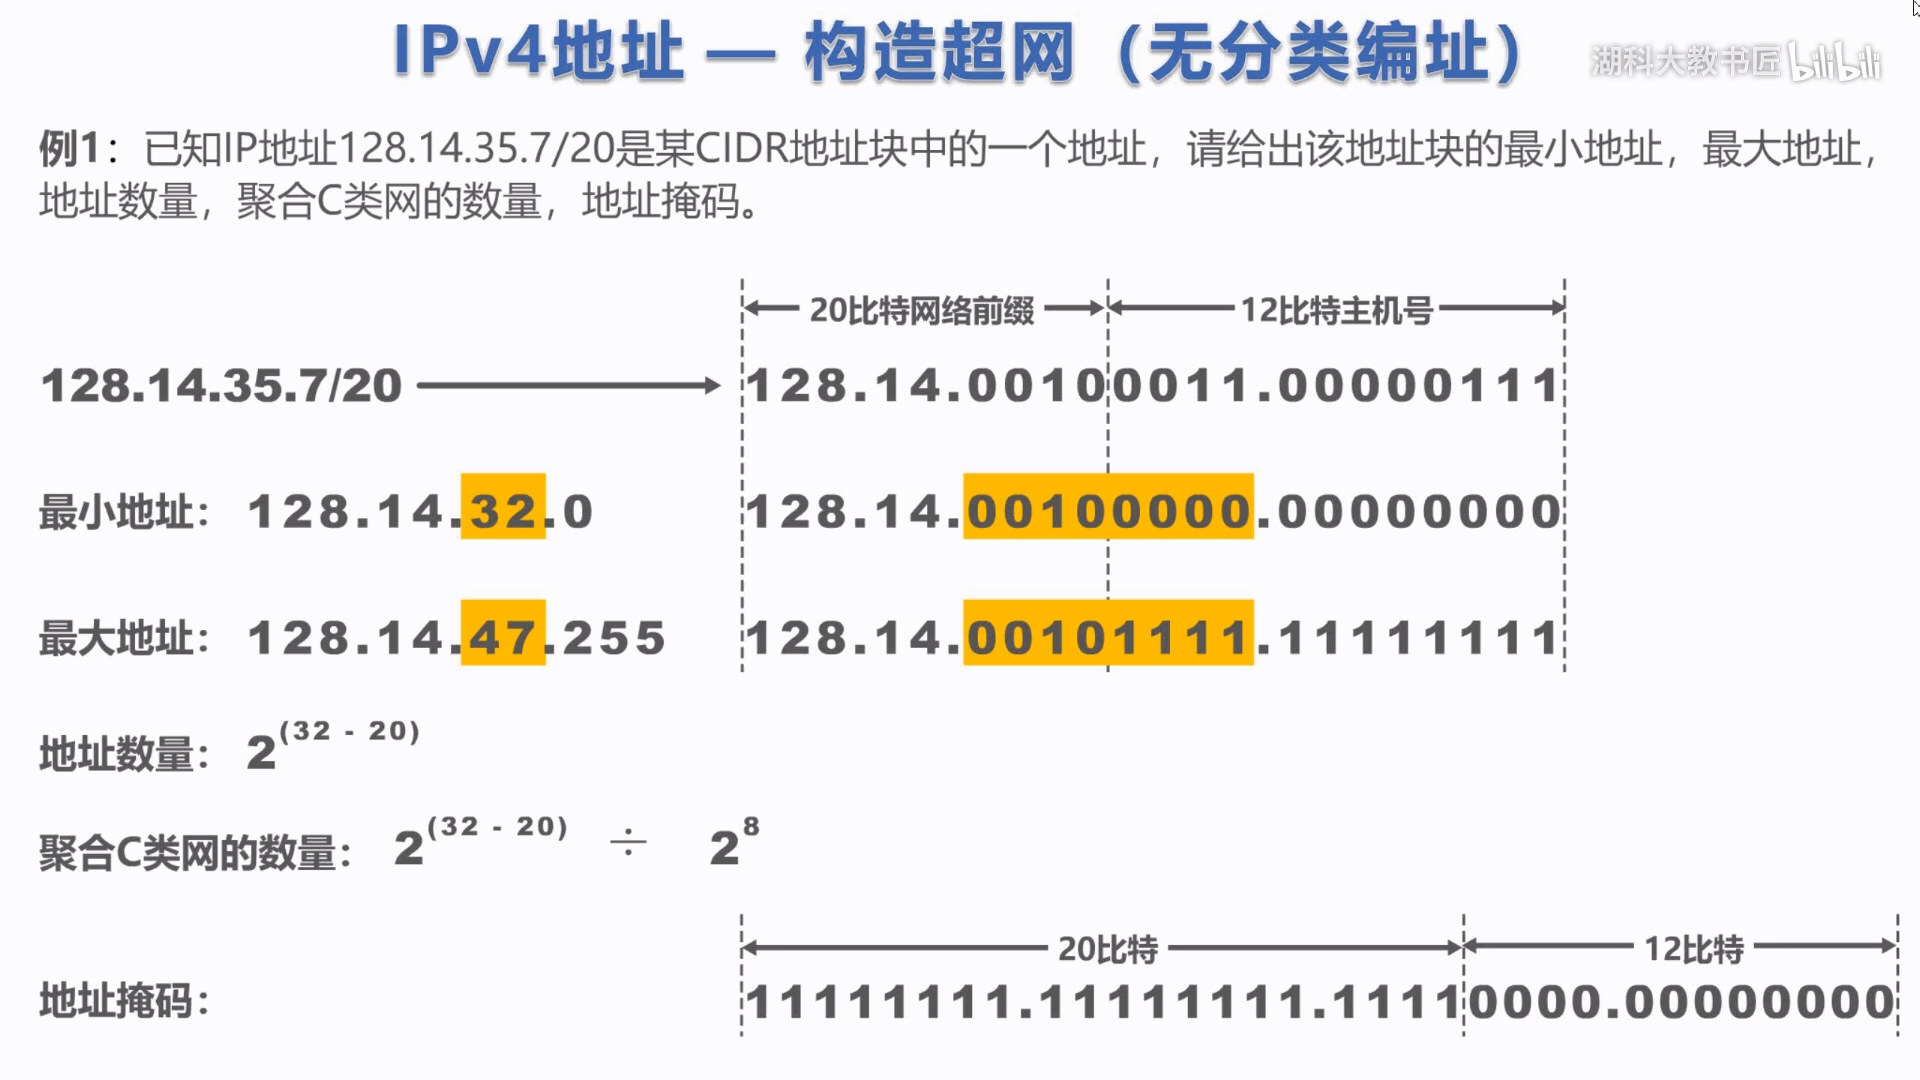 IPv4地址 — 构造超网（无分类编址）
湖科大教书匠 bilibili
例1：已知IP地址128.14.35.7/20是某CIDR地址块中的一个地址，请给出该地址块的最小地址，最大地址，
地址数量，聚合C类网的数量，地址掩码。
20比特网络前缀 12比特主机号
128.14.35.7/20 128.14.00100011.00000111
最小地址： 128.14.32.0 128.14.00100000.00000000
最大地址： 128.14.47.255 128.14.00101111.11111111
地址数量： 2^(32 - 20)
聚合C类网的数量： 2^(32 - 20) ÷ 2^8
20比特 12比特
地址掩码： 11111111.11111111.11110000.00000000